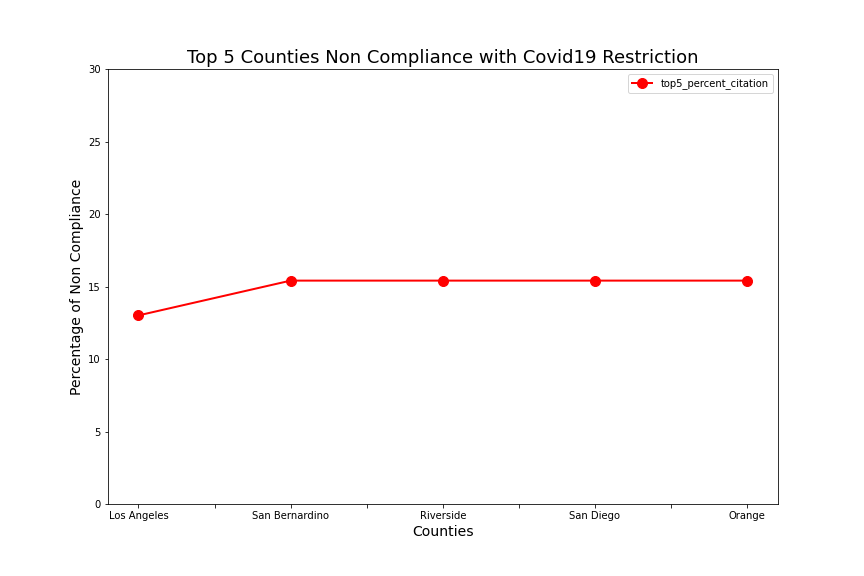 Top 5 Counties Non Compliance with Covid19 Restriction
top5_percent_citation
Percentage of Non Compliance
30
25
20
15
10
5
0
Los Angeles San Bernardino Riverside San Diego Orange
Counties